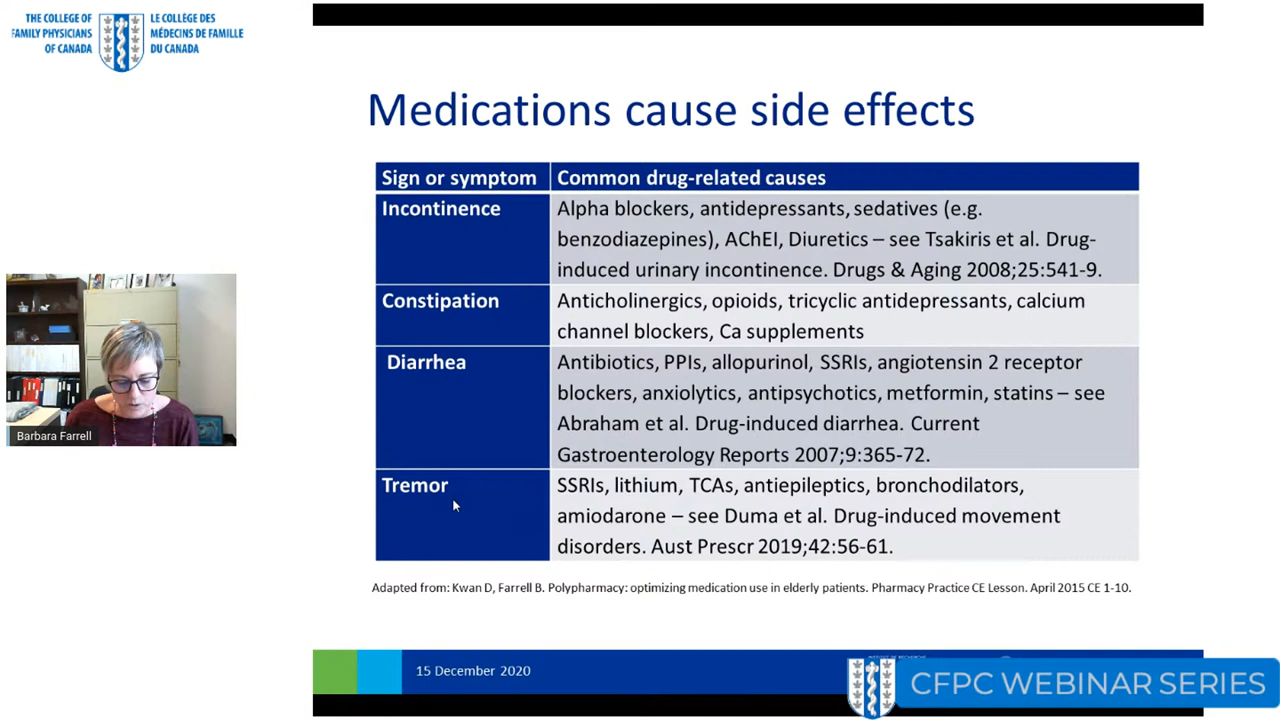 THE COLLEGE OF
FAMILY PHYSICIANS
OF CANADA
LE COLLÈGE DES
MÉDECINS DE FAMILLE
DU CANADA
Medications cause side effects
Sign or symptom
Common drug-related causes
Incontinence
Alpha blockers, antidepressants, sedatives (e.g.
benzodiazepines), AChEI, Diuretics – see Tsakiris et al. Drug-
induced urinary incontinence. Drugs & Aging 2008;25:541-9.
Constipation
Anticholinergics, opioids, tricyclic antidepressants, calcium
channel blockers, Ca supplements
Diarrhea
Antibiotics, PPIs, allopurinol, SSRIs, angiotensin 2 receptor
blockers, anxiolytics, antipsychotics, metformin, statins – see
Abraham et al. Drug-induced diarrhea. Current
Gastroenterology Reports 2007;9:365-72.
Tremor
SSRIs, lithium, TCAs, antiepileptics, bronchodilators,
amiodarone – see Duma et al. Drug-induced movement
disorders. Aust Prescr 2019;42:56-61.
Adapted from: Kwan D, Farrell B. Polypharmacy: optimizing medication use in elderly patients. Pharmacy Practice CE Lesson. April 2015 CE 1-10.
Barbara Farrell
15 December 2020
CFPC WEBINAR SERIES